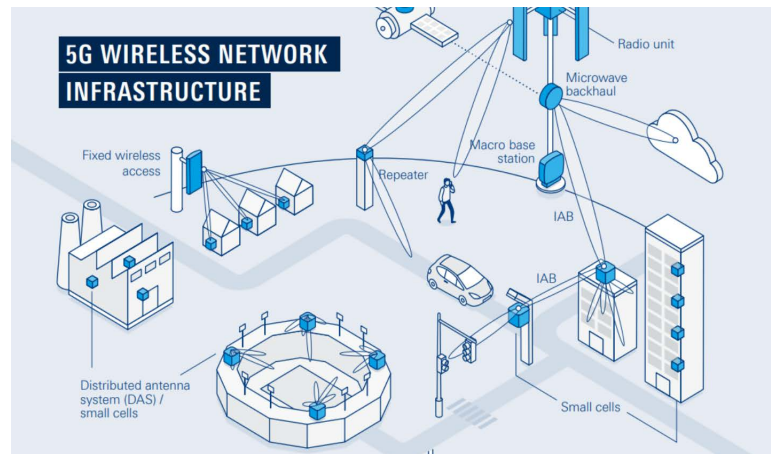 5G WIRELESS NETWORK
INFRASTRUCTURE
Radio unit
Microwave
backhaul
Fixed wireless
access
Macro base
station
Repeater
IAB
IAB
Distributed antenna
system (DAS) /
small cells
Small cells